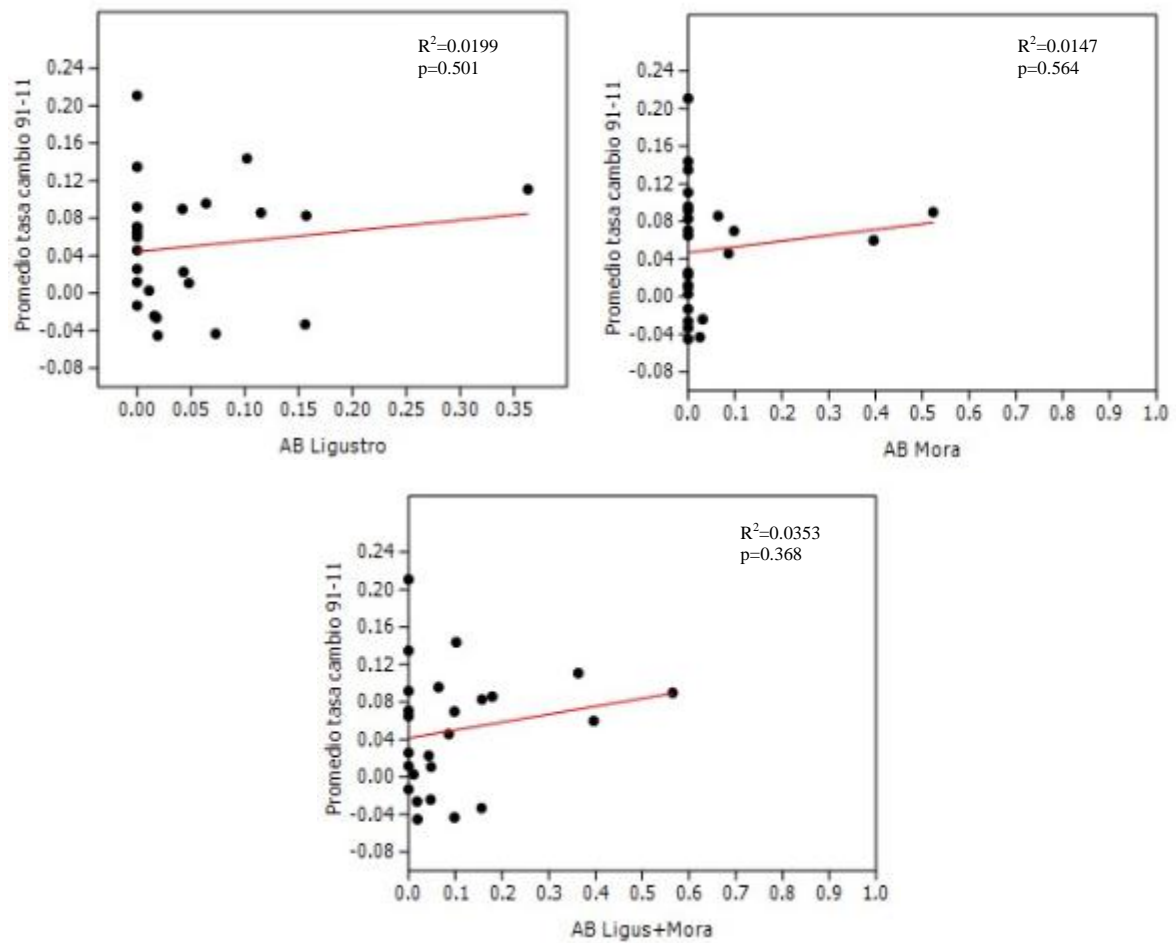 R²=0.0199
p=0.501
Promedio tasa cambio 91-11
0.24
0.20
0.16
0.12
0.08
0.04
0.00
-0.04
-0.08
0.00 0.05 0.10 0.15 0.20 0.25 0.30 0.35
AB Ligustro
R²=0.0147
p=0.564
Promedio tasa cambio 91-11
0.24
0.20
0.16
0.12
0.08
0.04
0.00
-0.04
-0.08
0.0 0.1 0.2 0.3 0.4 0.5 0.6 0.7 0.8 0.9 1.0
AB Mora
R²=0.0353
p=0.368
Promedio tasa cambio 91-11
0.24
0.20
0.16
0.12
0.08
0.04
0.00
-0.04
-0.08
0.0 0.1 0.2 0.3 0.4 0.5 0.6 0.7 0.8 0.9 1.0
AB Ligus+Mora